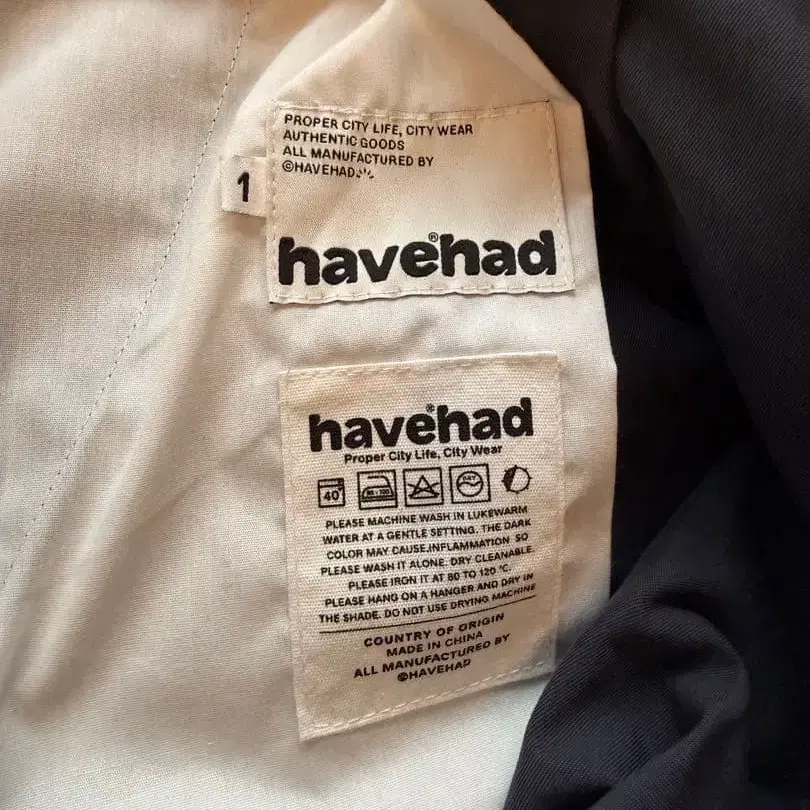 PROPER CITY LIFE, CITY WEAR
AUTHENTIC GOODS
ALL MANUFACTURED BY
©HAVEHAD
1
havehad®
havehad®
Proper City Life, City Wear
40 80 - 120 DRY
PLEASE MACHINE WASH IN LUKEWARM
WATER AT A GENTLE SETTING. THE DARK
COLOR MAY CAUSE.INFLAMMATION SO
PLEASE WASH IT ALONE. DRY CLEANABLE.
PLEASE IRON IT AT 80 TO 120 °C.
PLEASE HANG ON A HANGER AND DRY IN
THE SHADE. DO NOT USE DRYING MACHINE
COUNTRY OF ORIGIN
MADE IN CHINA
ALL MANUFACTURED BY
©HAVEHAD